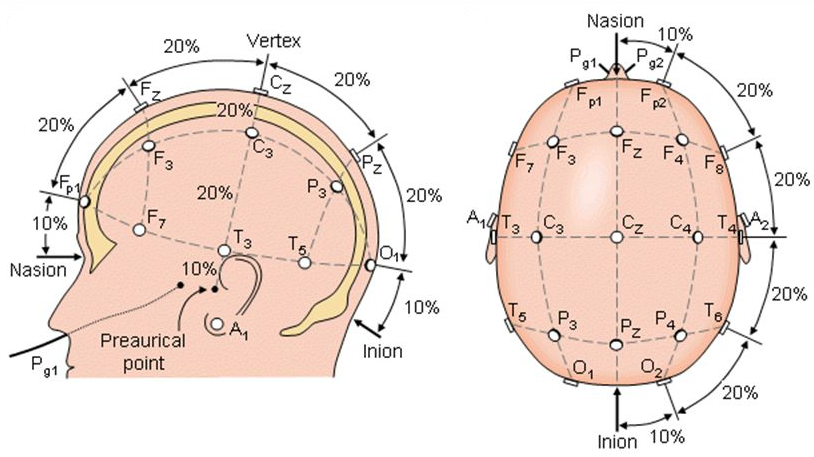 Vertex
20%
20%
Fz
Cz
20%
20%
F3
C3
Pz
Fp1
20%
P3
20%
10%
F7
T3
T5
O1
Nasion
10%
10%
A1
Preaurical
point
Inion
Pg1
Nasion
10%
Pg1
Pg2
20%
Fp1
Fp2
F7
F3
Fz
F4
F8
20%
A1
T3
C3
Cz
C4
T4
A2
20%
T5
P3
Pz
P4
T6
O1
O2
20%
Inion
10%